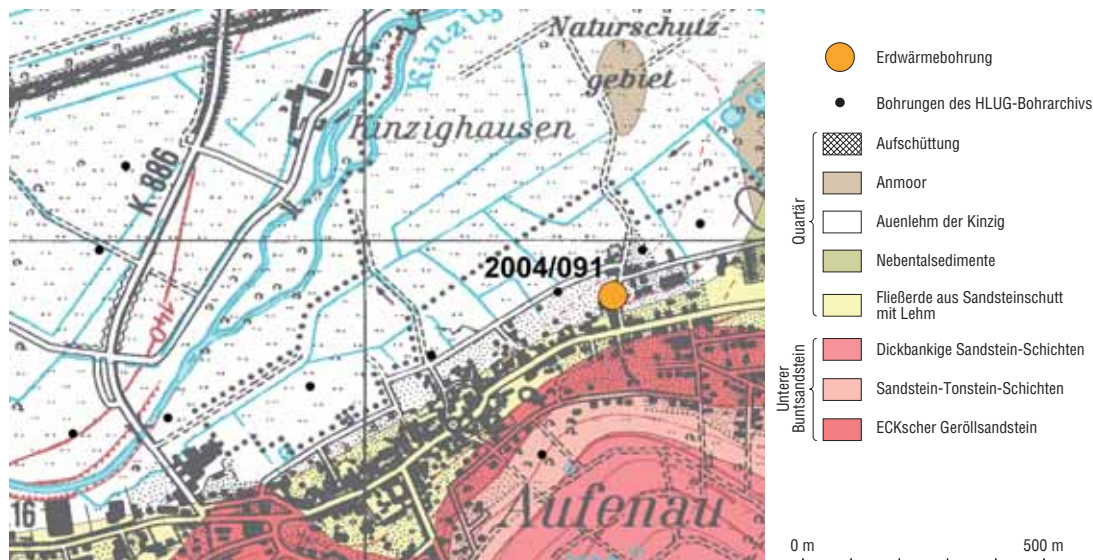 Naturschutz-
gebiet
Kinzig
Kinzighausen
K 886
140
2004/091
Aufenau
16
Erdwärmebohrung
Bohrungen des HLUG-Bohrarchivs
Quartär
Aufschüttung
Anmoor
Auenlehm der Kinzig
Nebentalsedimente
Fließerde aus Sandsteinschutt
mit Lehm
Unterer
Buntsandstein
Dickbankige Sandstein-Schichten
Sandstein-Tonstein-Schichten
ECKscher Geröllsandstein
0 m 500 m